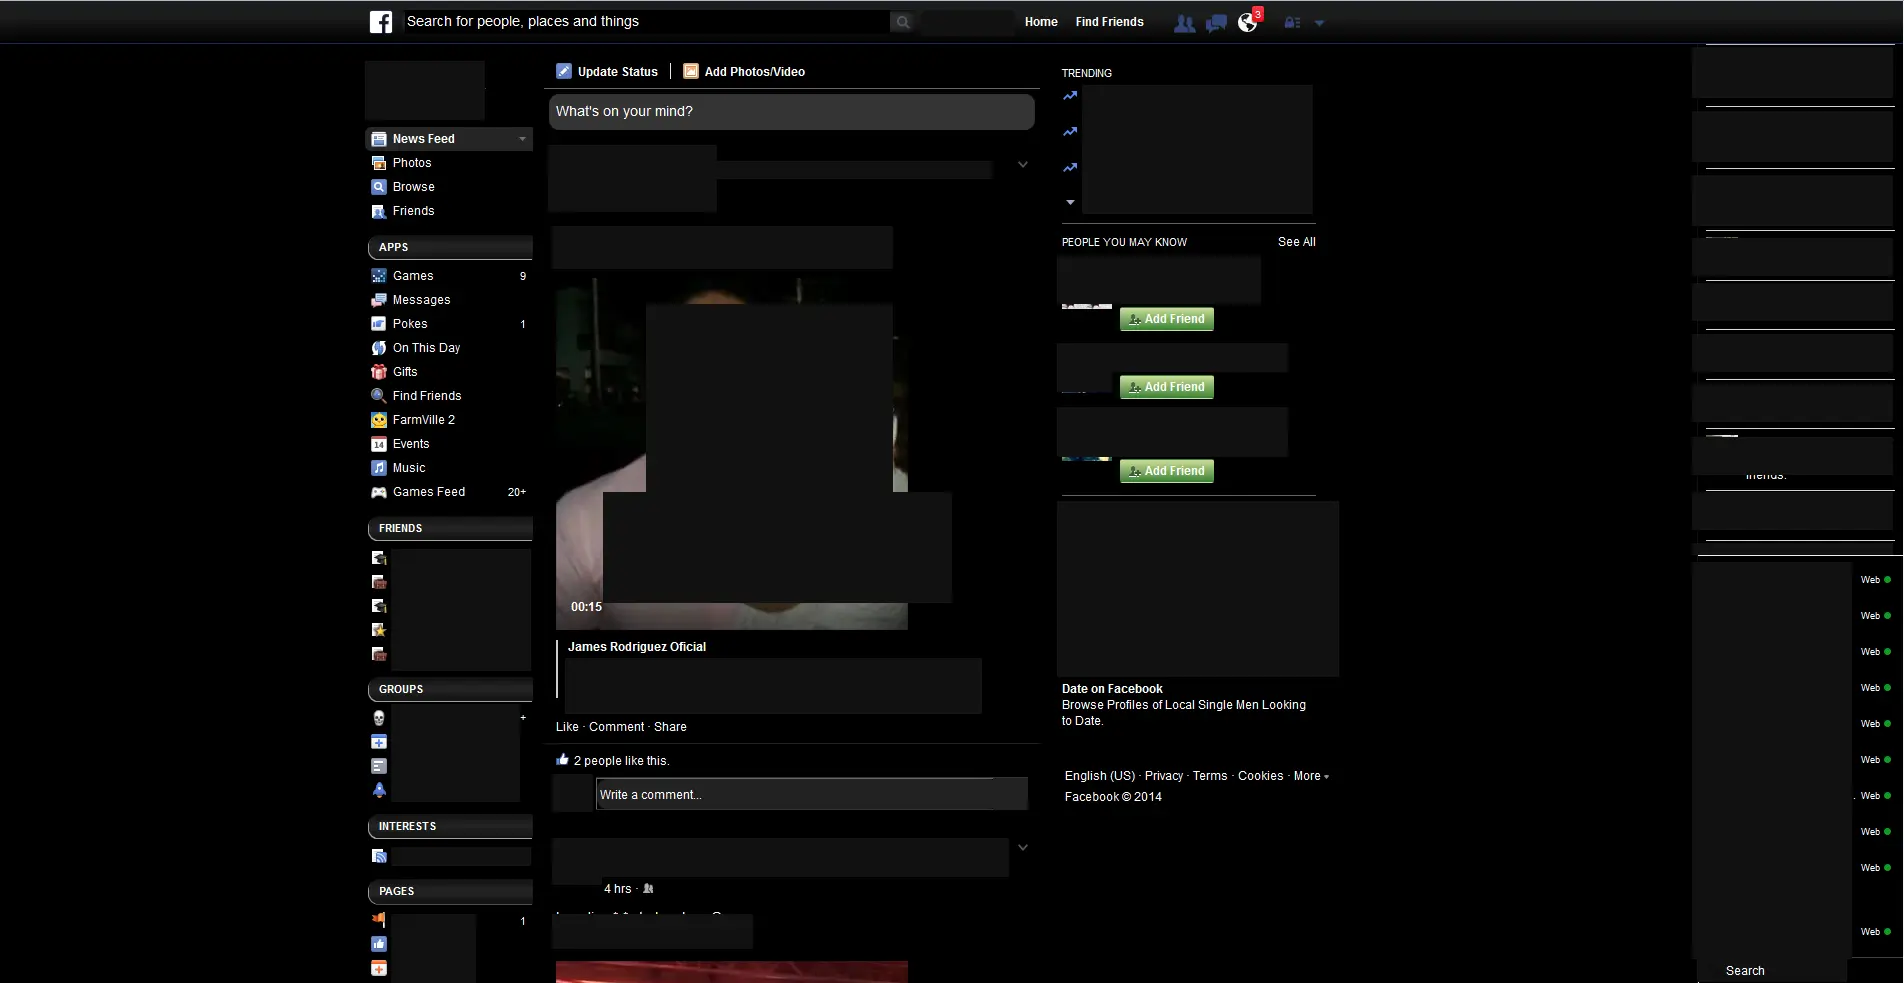 Search for people, places and things
Home
Find Friends
3
Update Status
Add Photos/Video
What's on your mind?
News Feed
Photos
Browse
Friends
APPS
Games 9
Messages
Pokes 1
On This Day
Gifts
Find Friends
FarmVille 2
14 Events
Music
Games Feed 20+
FRIENDS
GROUPS
+
INTERESTS
PAGES
1
00:15
James Rodriguez Oficial
Like · Comment · Share
2 people like this.
Write a comment...
4 hrs ·
TRENDING
PEOPLE YOU MAY KNOW See All
Add Friend
Add Friend
Add Friend
Date on Facebook
Browse Profiles of Local Single Men Looking
to Date.
English (US) · Privacy · Terms · Cookies · More
Facebook © 2014
friends.
Web
Web
Web
Web
Web
Web
Web
Web
Web
Web
Search